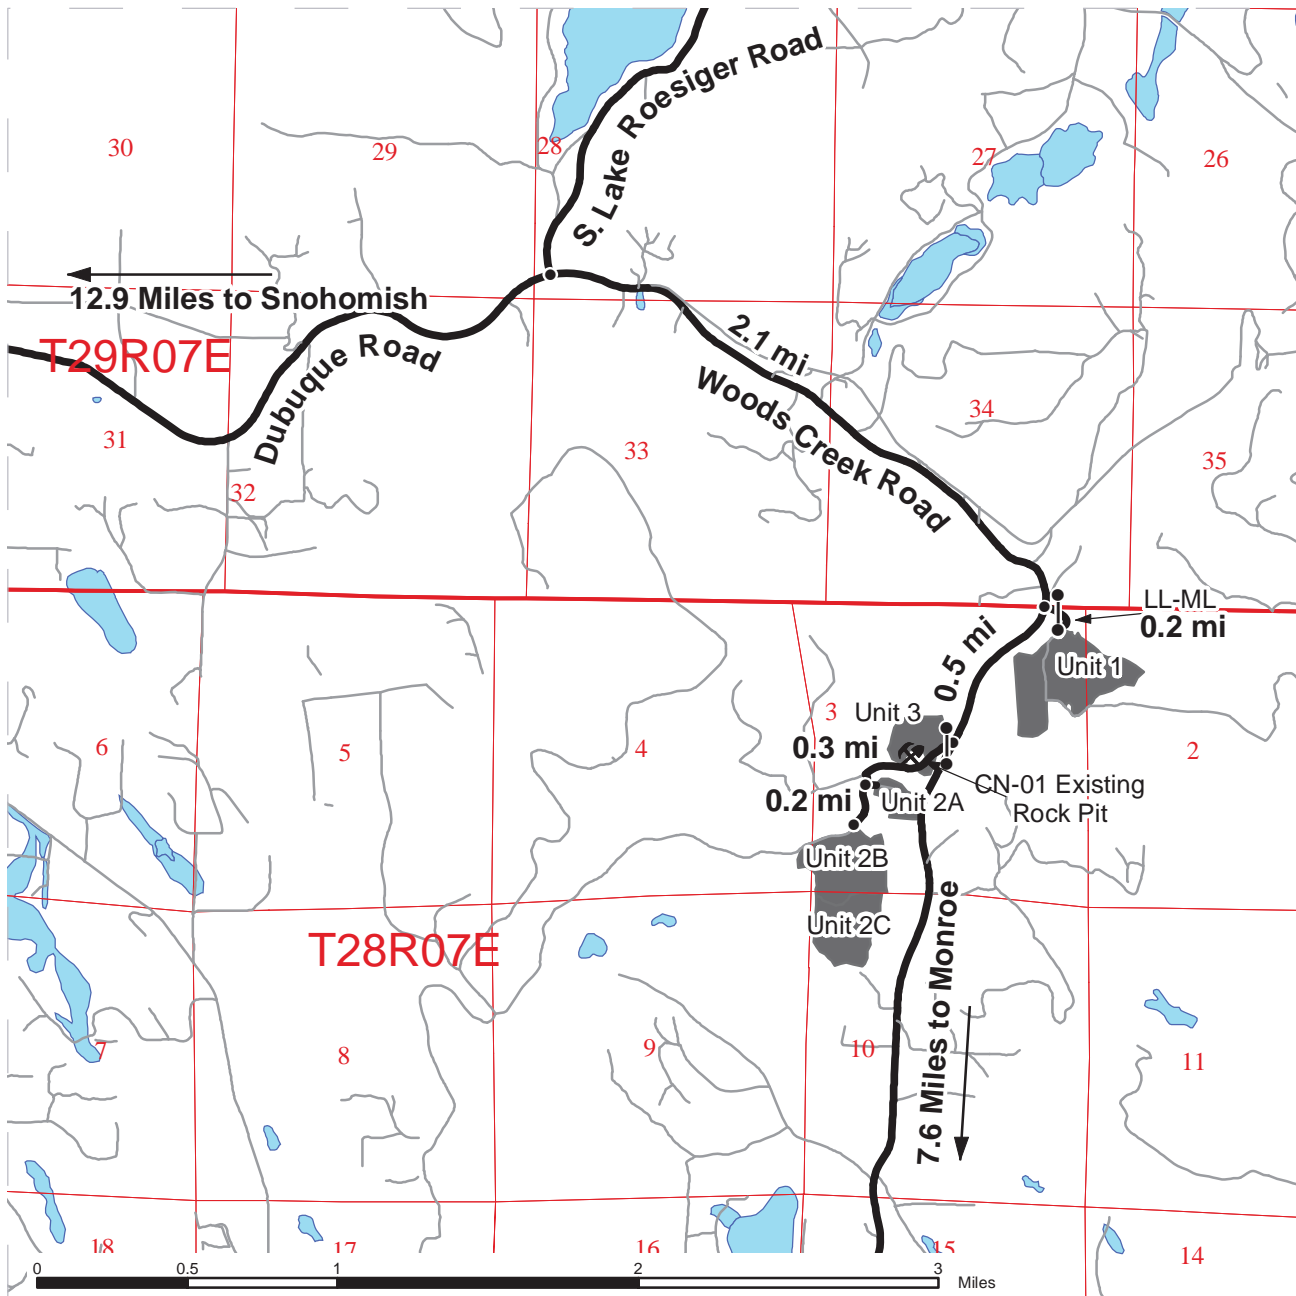 S. Lake Roesiger Road
30
29
28
27
26
12.9 Miles to Snohomish
T29R07E
Dubuque Road
2.1 mi
Woods Creek Road
31
32
33
34
35
LL-ML
0.2 mi
0.5 mi
Unit 1
3
Unit 3
6
5
4
0.3 mi
2
CN-01 Existing
Rock Pit
0.2 mi
Unit 2A
Unit 2B
Unit 2C
T28R07E
7.6 Miles to Monroe
7
8
9
10
11
18
17
16
15
14
0
0.5
1
2
3
Miles